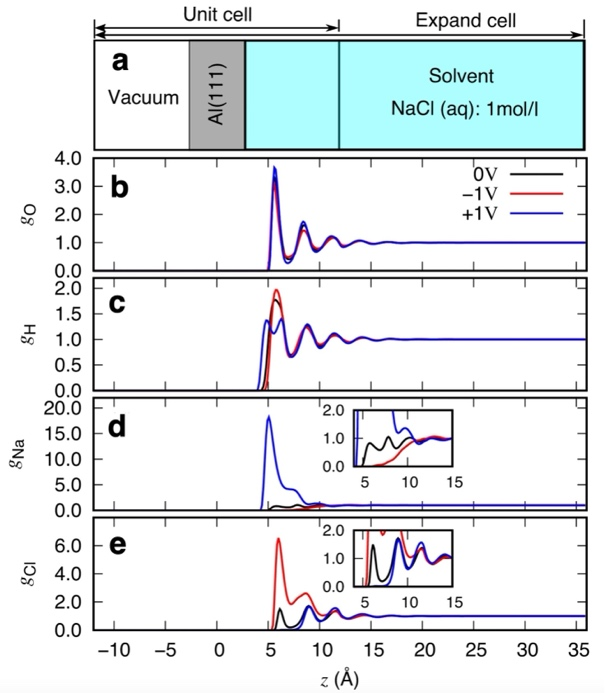 Unit cell Expand cell
a
Vacuum
Al(111)
Solvent
NaCl (aq): 1mol/l
b
0V
−1V
+1V
gO
4.0
3.0
2.0
1.0
0.0
c
gH
2.0
1.5
1.0
0.5
0.0
d
gNa
20.0
15.0
10.0
5.0
0.0
2.0
1.0
0.0
5 10 15
e
gCl
6.0
4.0
2.0
0.0
2.0
1.0
0.0
5 10 15
−10 −5 0 5 10 15 20 25 30 35
z (Å)